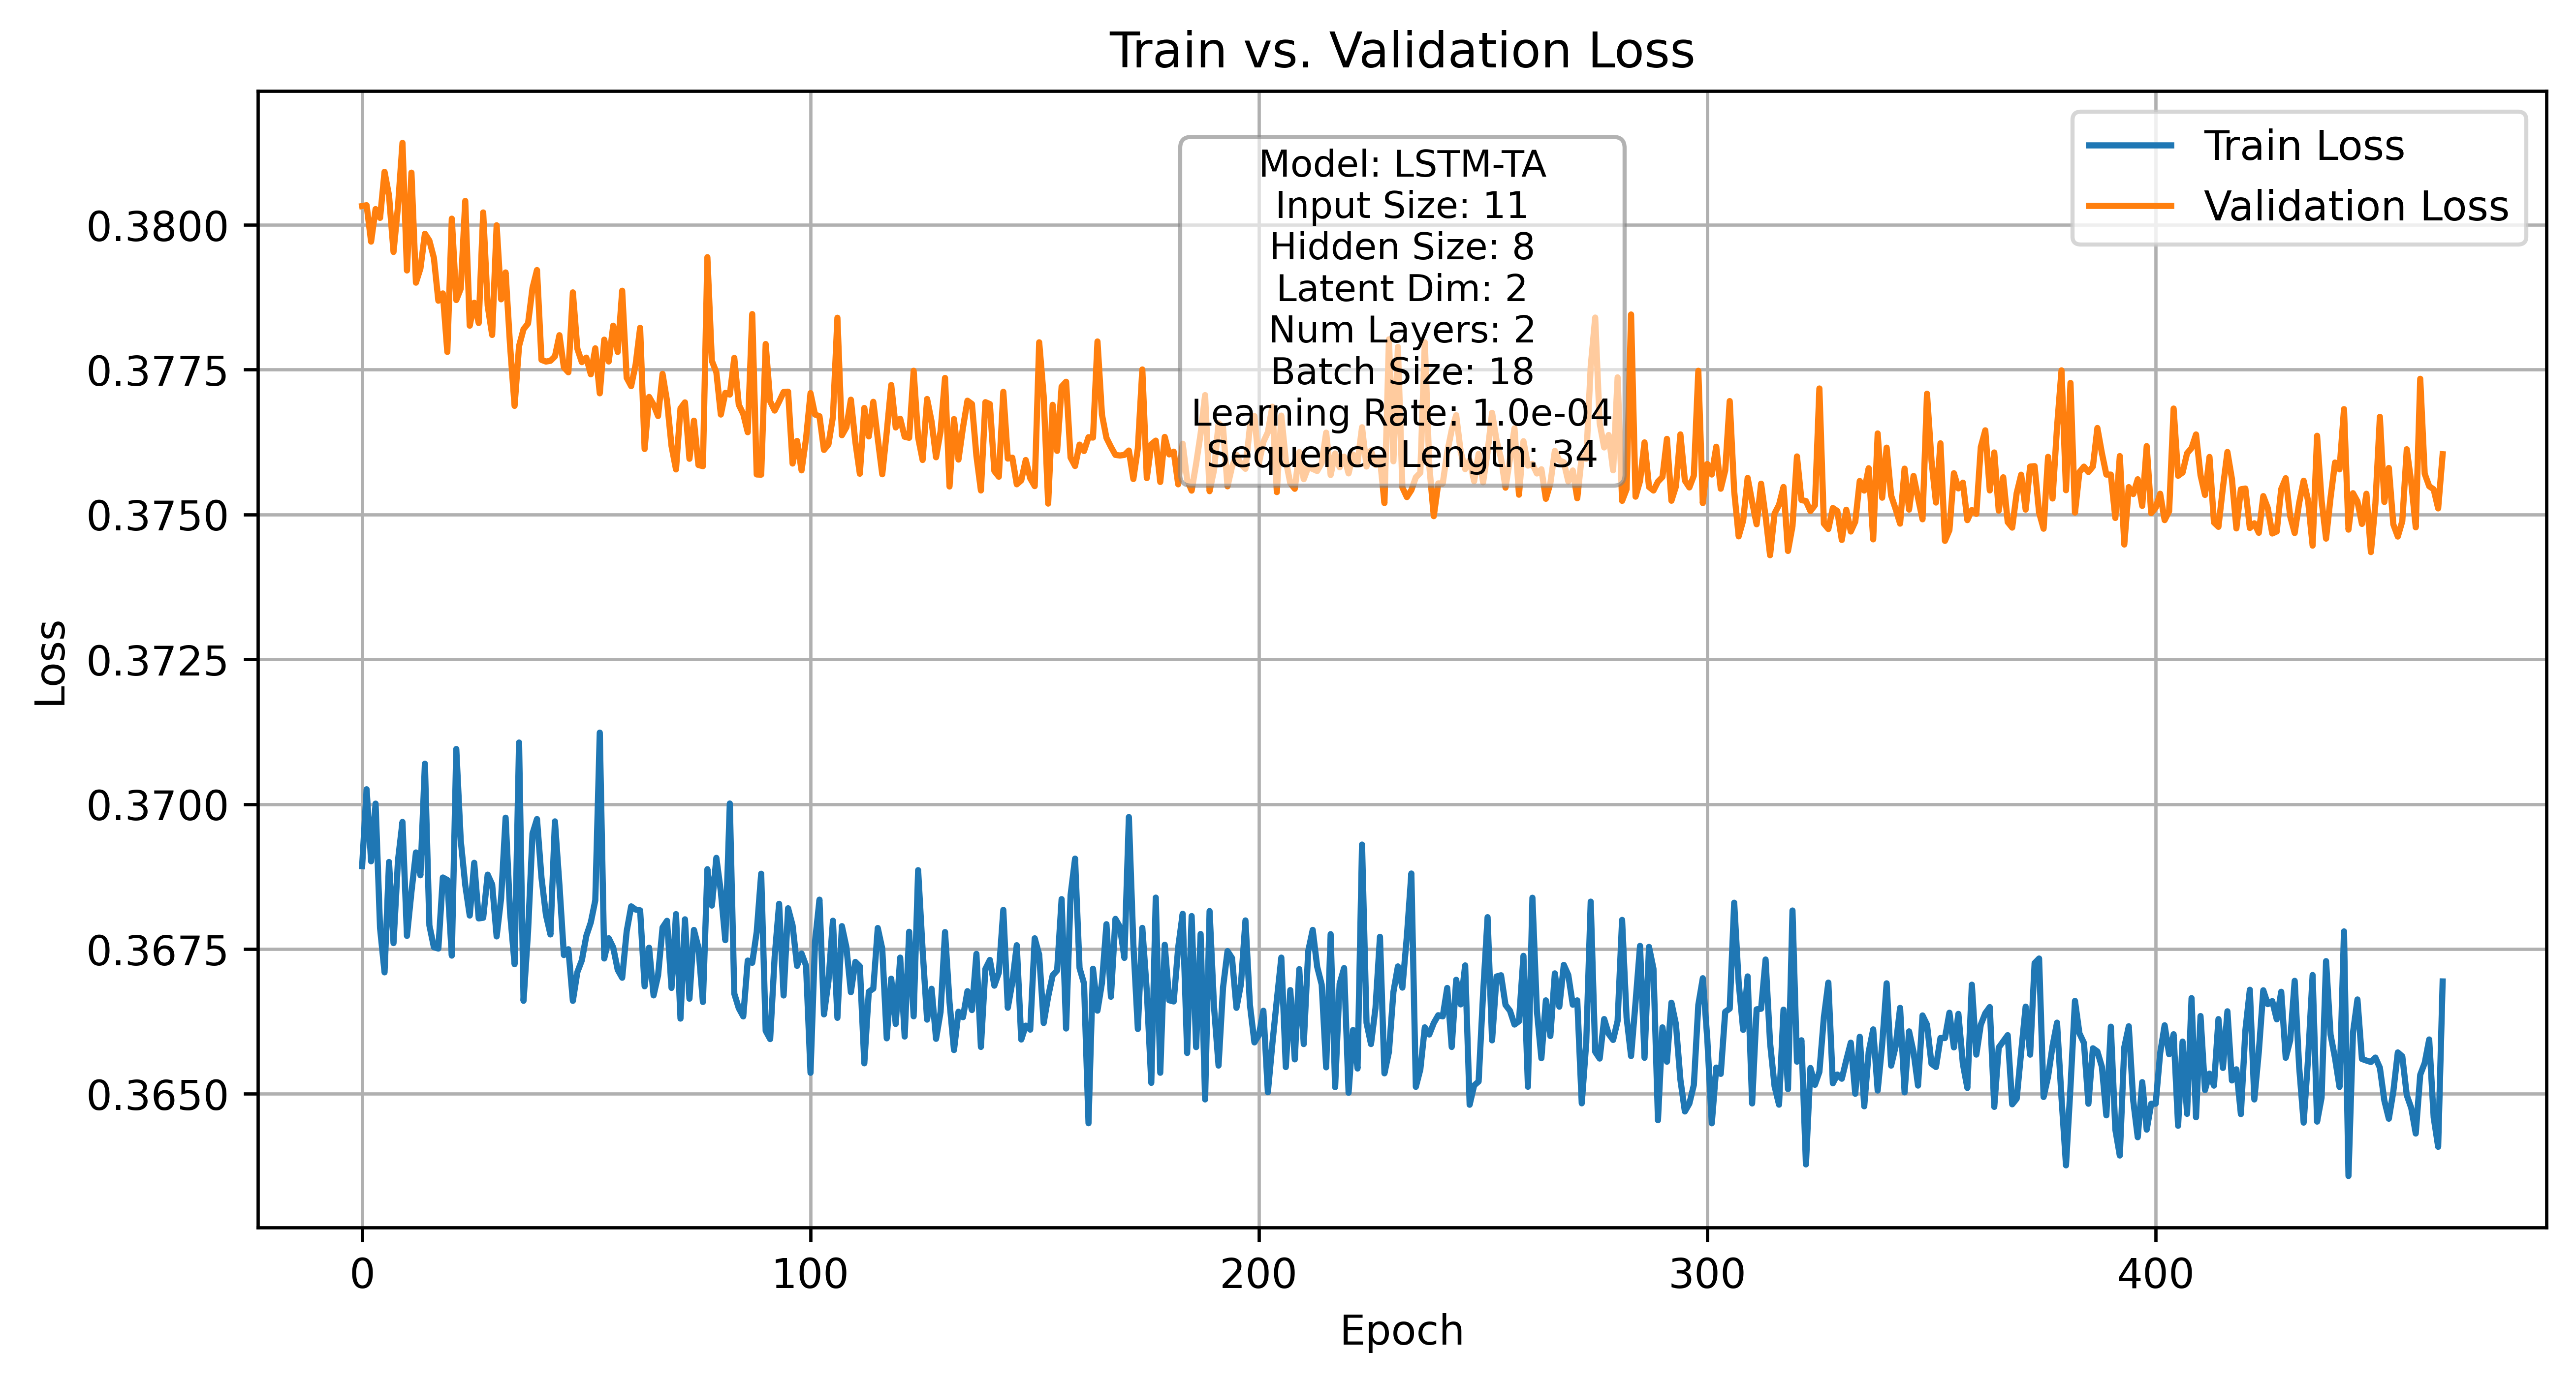 Train vs. Validation Loss
Train Loss
Validation Loss
Model: LSTM-TA
Input Size: 11
Hidden Size: 8
Latent Dim: 2
Num Layers: 2
Batch Size: 18
Learning Rate: 1.0e-04
Sequence Length: 34
Loss
0.3800
0.3775
0.3750
0.3725
0.3700
0.3675
0.3650
0 100 200 300 400
Epoch